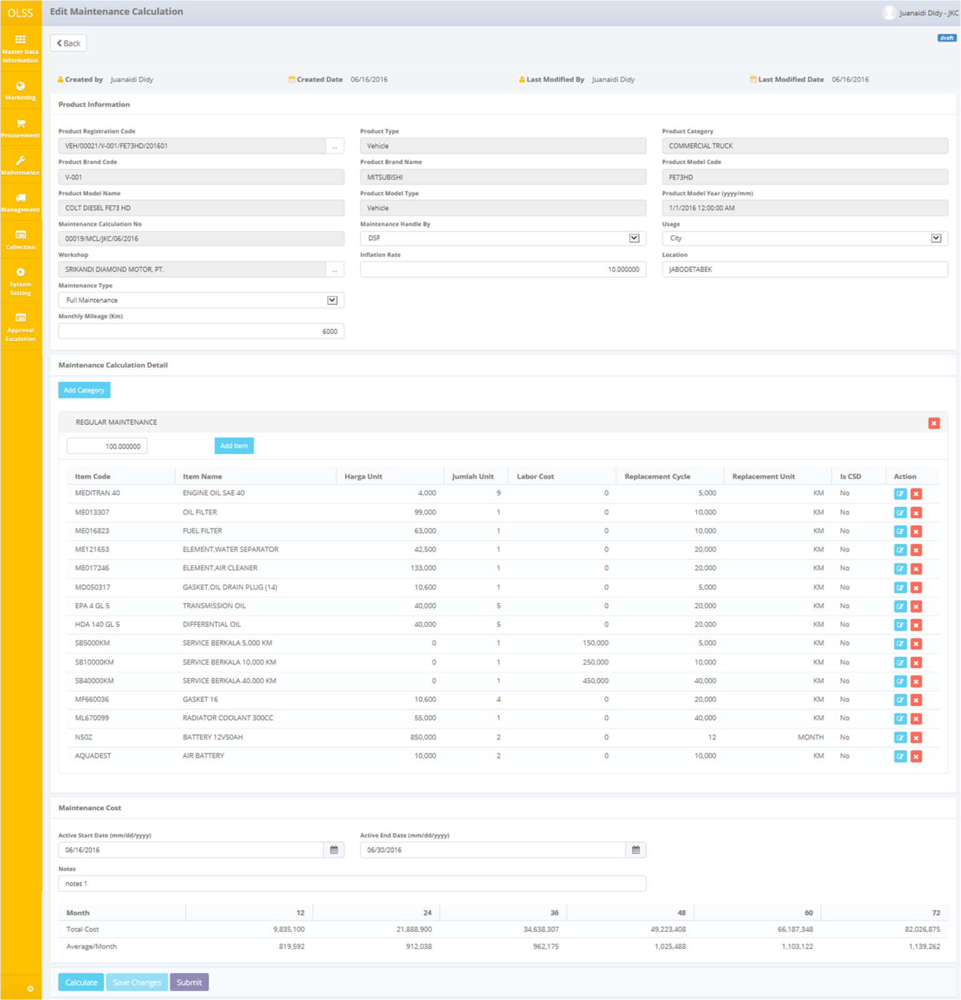 OLSS
Edit Maintenance Calculation
Juanaidi Didy - JKC
Master Data
Information
Marketing
Procurement
Maintenance
Management
Collection
System
Setting
Approval
Escalation
Back
draft
Created by Juanaidi Didy Created Date 06/16/2016 Last Modified By Juanaidi Didy Last Modified Date 06/16/2016
Product Information
Product Registration Code Product Type Product Category
VEH/00021/V-001/FE73HD/201601 ... Vehicle COMMERCIAL TRUCK
Product Brand Code Product Brand Name Product Model Code
V-001 MITSUBISHI FE73HD
Product Model Name Product Model Type Product Model Year (yyyy/mm)
COLT DIESEL FE73 HD Vehicle 1/1/2016 12:00:00 AM
Maintenance Calculation No Maintenance Handle By Usage
00019/MCL/JKC/06/2016 DSF City
Workshop Inflation Rate Location
SRIKANDI DIAMOND MOTOR, PT. ... 10.000000 JABODETABEK
Maintenance Type
Full Maintenance
Monthly Mileage (Km)
6000
Maintenance Calculation Detail
Add Category
REGULAR MAINTENANCE
100.000000 Add Item
Item Code Item Name Harga Unit Jumlah Unit Labor Cost Replacement Cycle Replacement Unit Is CSD Action
MEDITRAN 40 ENGINE OIL SAE 40 4,000 9 0 5,000 KM No
ME013307 OIL FILTER 99,000 1 0 10,000 KM No
ME016823 FUEL FILTER 63,000 1 0 10,000 KM No
ME121653 ELEMENT,WATER SEPARATOR 42,500 1 0 20,000 KM No
ME017246 ELEMENT,AIR CLEANER 133,000 1 0 20,000 KM No
MD050317 GASKET,OIL DRAIN PLUG (14) 10,600 1 0 5,000 KM No
EPA 4 GL 5 TRANSMISSION OIL 40,000 5 0 20,000 KM No
HDA 140 GL 5 DIFFERENTIAL OIL 40,000 5 0 20,000 KM No
SB5000KM SERVICE BERKALA 5.000 KM 0 1 150,000 5,000 KM No
SB10000KM SERVICE BERKALA 10.000 KM 0 1 250,000 10,000 KM No
SB40000KM SERVICE BERKALA 40.000 KM 0 1 450,000 40,000 KM No
MF660036 GASKET 16 10,600 4 0 20,000 KM No
ML670099 RADIATOR COOLANT 300CC 55,000 1 0 40,000 KM No
N50Z BATTERY 12V50AH 850,000 2 0 12 MONTH No
AQUADEST AIR BATTERY 10,000 2 0 10,000 KM No
Maintenance Cost
Active Start Date (mm/dd/yyyy) Active End Date (mm/dd/yyyy)
06/16/2016 06/30/2016
Notes
notes 1
Month 12 24 36 48 60 72
Total Cost 9,835,100 21,888,900 34,638,307 49,223,408 66,187,348 82,026,875
Average/Month 819,592 912,038 962,175 1,025,488 1,103,122 1,139,262
Calculate Save Changes Submit